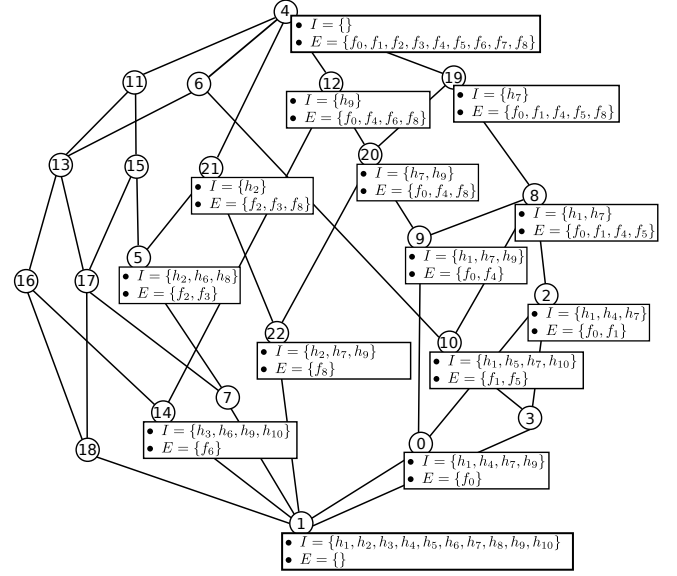 4
• I = {}
• E = {f₀, f₁, f₂, f₃, f₄, f₅, f₆, f₇, f₈}
11
6
12
• I = {h₉}
• E = {f₀, f₄, f₆, f₈}
19
• I = {h₇}
• E = {f₀, f₁, f₄, f₅, f₈}
13
15
21
• I = {h₂}
• E = {f₂, f₃, f₈}
20
• I = {h₇, h₉}
• E = {f₀, f₄, f₈}
8
• I = {h₁, h₇}
• E = {f₀, f₁, f₄, f₅}
5
• I = {h₂, h₆, h₈}
• E = {f₂, f₃}
9
• I = {h₁, h₇, h₉}
• E = {f₀, f₄}
16
17
2
• I = {h₁, h₄, h₇}
• E = {f₀, f₁}
22
• I = {h₂, h₇, h₉}
• E = {f₈}
10
• I = {h₁, h₅, h₇, h₁₀}
• E = {f₁, f₅}
7
14
• I = {h₃, h₆, h₉, h₁₀}
• E = {f₆}
3
18
0
• I = {h₁, h₄, h₇, h₉}
• E = {f₀}
1
• I = {h₁, h₂, h₃, h₄, h₅, h₆, h₇, h₈, h₉, h₁₀}
• E = {}